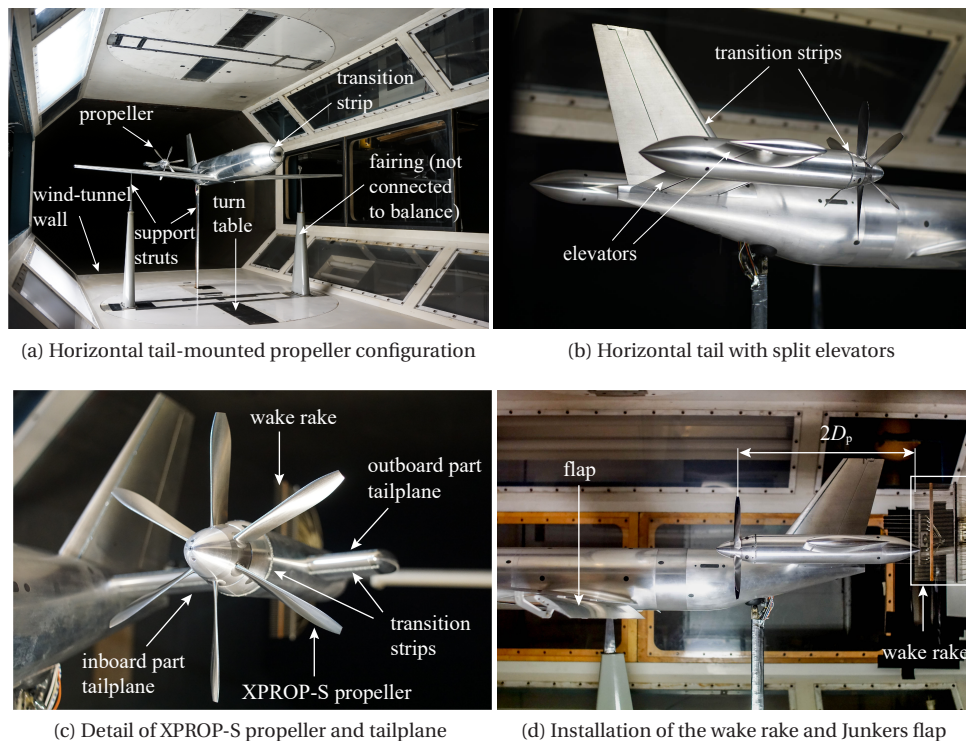 propeller
transition
strip
fairing (not
connected
to balance)
wind-tunnel
wall
turn
table
support
struts
(a) Horizontal tail-mounted propeller configuration
transition strips
elevators
(b) Horizontal tail with split elevators
wake rake
outboard part
tailplane
transition
strips
inboard part
tailplane
XPROP-S propeller
(c) Detail of XPROP-S propeller and tailplane
2Dp
flap
wake rake
(d) Installation of the wake rake and Junkers flap